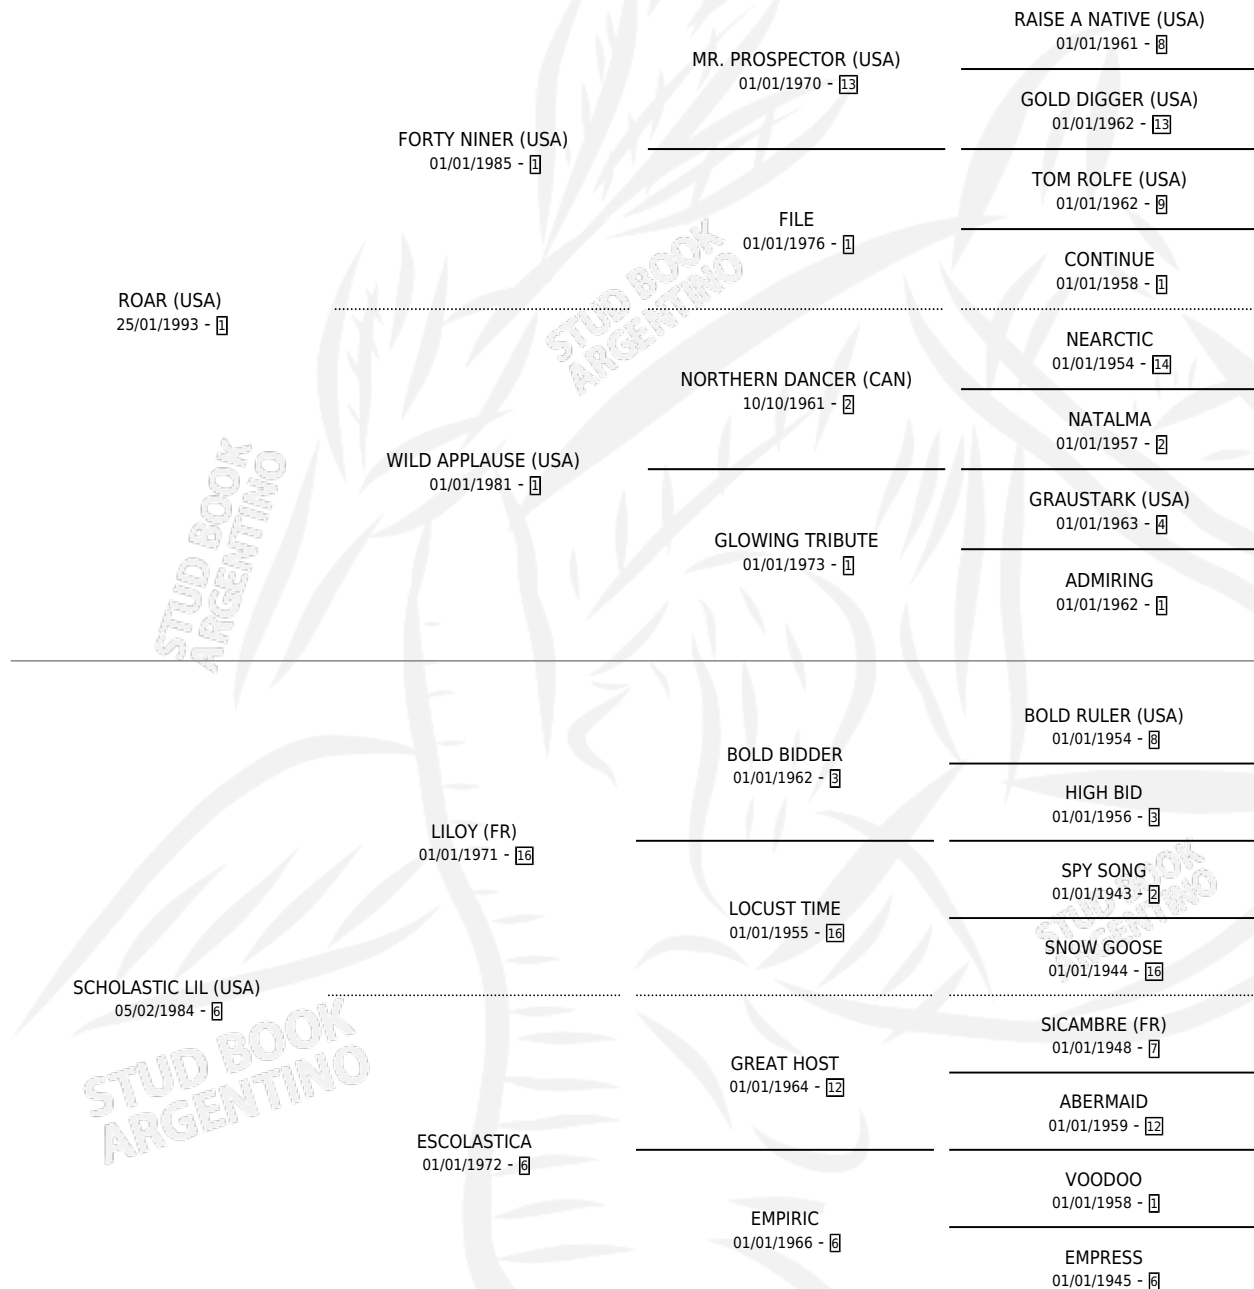 RAISE A NATIVE (USA)
01/01/1961 - 8
MR. PROSPECTOR (USA)
01/01/1970 - 13
GOLD DIGGER (USA)
01/01/1962 - 13
FORTY NINER (USA)
01/01/1985 - 1
TOM ROLFE (USA)
01/01/1962 - 9
FILE
01/01/1976 - 1
CONTINUE
01/01/1958 - 1
ROAR (USA)
25/01/1993 - 1
NEARCTIC
01/01/1954 - 14
NORTHERN DANCER (CAN)
10/10/1961 - 2
NATALMA
01/01/1957 - 2
WILD APPLAUSE (USA)
01/01/1981 - 1
GRAUSTARK (USA)
01/01/1963 - 4
GLOWING TRIBUTE
01/01/1973 - 1
ADMIRING
01/01/1962 - 1
STUD BOOK
ARGENTINO
STUD BOOK
ARGENTINO
BOLD RULER (USA)
01/01/1954 - 8
BOLD BIDDER
01/01/1962 - 3
HIGH BID
01/01/1956 - 3
LILOY (FR)
01/01/1971 - 16
SPY SONG
01/01/1943 - 2
LOCUST TIME
01/01/1955 - 16
SNOW GOOSE
01/01/1944 - 16
SCHOLASTIC LIL (USA)
05/02/1984 - 6
SICAMBRE (FR)
01/01/1948 - 7
GREAT HOST
01/01/1964 - 12
ABERMAID
01/01/1959 - 12
ESCOLASTICA
01/01/1972 - 6
VOODOO
01/01/1958 - 1
EMPIRIC
01/01/1966 - 6
EMPRESS
01/01/1945 - 6
STUD BOOK
ARGENTINO
STUD BOOK
ARGENTINO